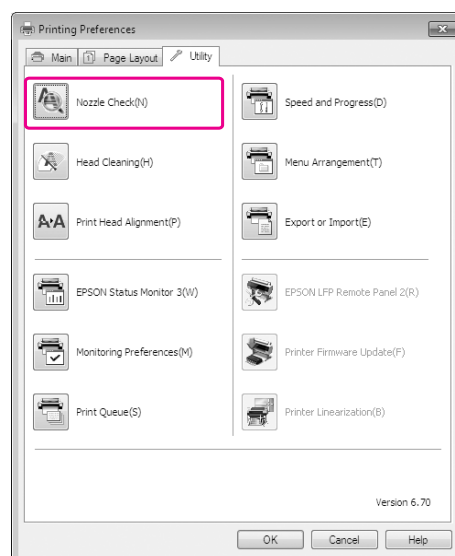 Printing Preferences
Main
Page Layout
Utility
Nozzle Check(N)
Speed and Progress(D)
Head Cleaning(H)
Menu Arrangement(T)
Print Head Alignment(P)
Export or Import(E)
EPSON Status Monitor 3(W)
EPSON LFP Remote Panel 2(R)
Monitoring Preferences(M)
Printer Firmware Update(F)
Print Queue(S)
Printer Linearization(B)
Version 6.70
OK
Cancel
Help